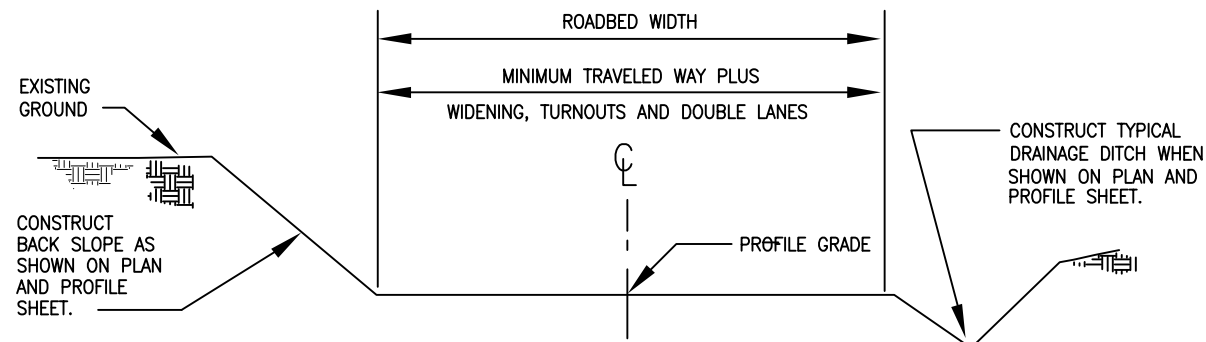 ROADBED WIDTH
MINIMUM TRAVELED WAY PLUS
WIDENING, TURNOUTS AND DOUBLE LANES
EXISTING
GROUND
CONSTRUCT
BACK SLOPE AS
SHOWN ON PLAN
AND PROFILE
SHEET.
℄
PROFILE GRADE
CONSTRUCT TYPICAL
DRAINAGE DITCH WHEN
SHOWN ON PLAN AND
PROFILE SHEET.